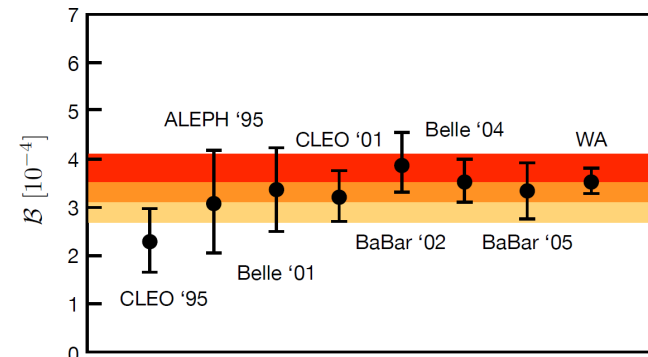 7
6
5
4
3
2
1
0
B [10⁻⁴]
ALEPH ‘95
CLEO ‘01
Belle ‘04
WA
BaBar ‘02
BaBar ‘05
Belle ‘01
CLEO ‘95